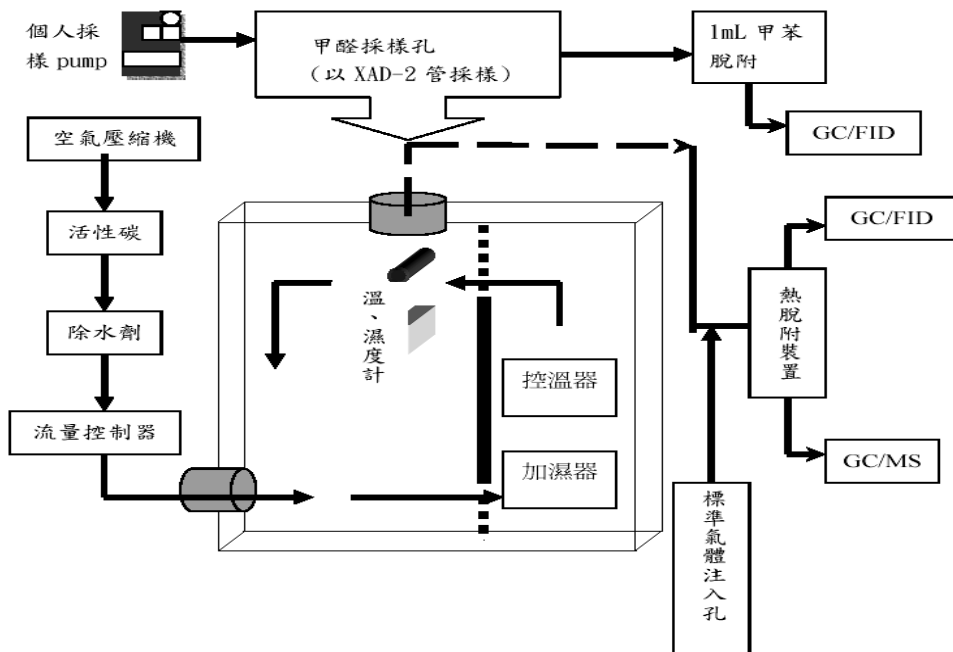 個人採
樣 pump
甲醛採樣孔
（以 XAD-2 管採樣）
1mL 甲苯
脫附
GC/FID
空氣壓縮機
活性碳
除水劑
流量控制器
溫、濕度計
控溫器
加濕器
GC/FID
熱脫附裝置
GC/MS
標準氣體注入孔